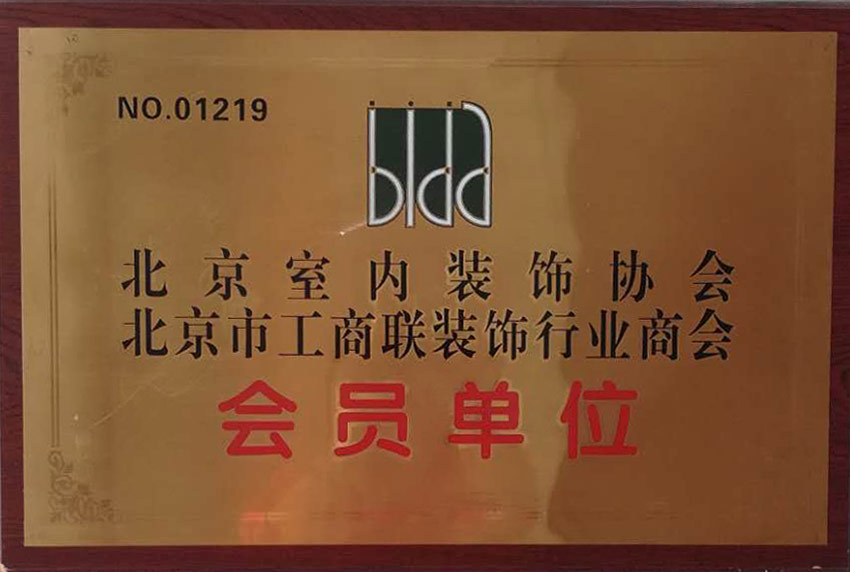 NO.01219
bida
北京室内装饰协会
北京市工商联装饰行业商会
会员单位